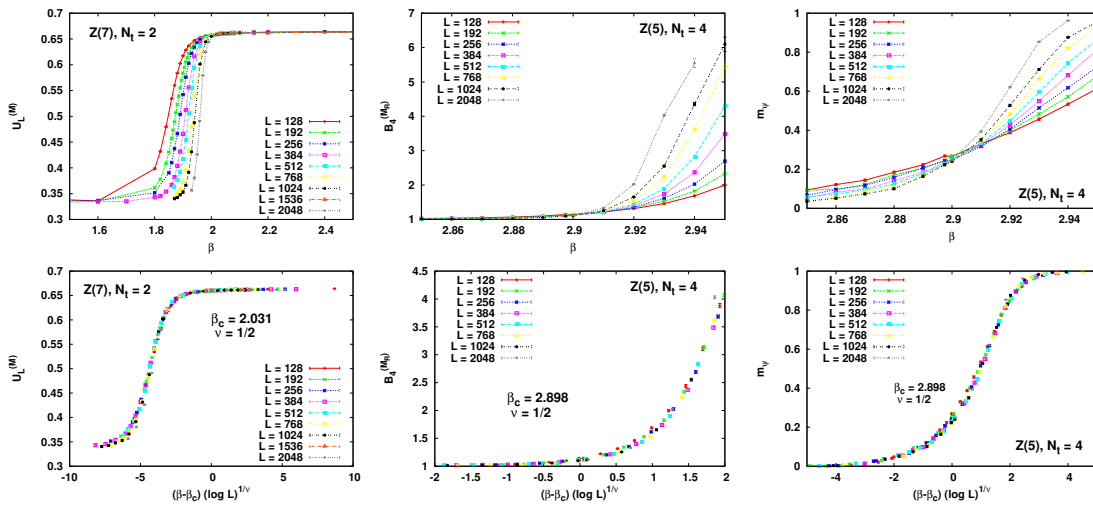 0.7
0.65
0.6
0.55
0.5
0.45
0.4
0.35
0.3
1.6 1.8 2 2.2 2.4
U_L^(M)
β
Z(7), N_t = 2
L = 128
L = 192
L = 256
L = 384
L = 512
L = 768
L = 1024
L = 1536
L = 2048
7
6
5
4
3
2
1
2.86 2.88 2.9 2.92 2.94
B_4^(M_R)
β
Z(5), N_t = 4
L = 128
L = 192
L = 256
L = 384
L = 512
L = 768
L = 1024
L = 2048
1
0.8
0.6
0.4
0.2
0
2.86 2.88 2.9 2.92 2.94
m_ψ
β
L = 128
L = 192
L = 256
L = 384
L = 512
L = 768
L = 1024
L = 2048
Z(5), N_t = 4
0.7
0.65
0.6
0.55
0.5
0.45
0.4
0.35
0.3
-10 -5 0 5 10
U_L^(M)
(β-β_c) (log L)^1/ν
Z(7), N_t = 2
β_c = 2.031
ν = 1/2
L = 128
L = 192
L = 256
L = 384
L = 512
L = 768
L = 1024
L = 1536
L = 2048
4.5
4
3.5
3
2.5
2
1.5
1
-2 -1.5 -1 -0.5 0 0.5 1 1.5 2
B_4^(M_R)
(β-β_c) (log L)^1/ν
Z(5), N_t = 4
L = 128
L = 192
L = 256
L = 384
L = 512
L = 768
L = 1024
L = 2048
β_c = 2.898
ν = 1/2
1
0.8
0.6
0.4
0.2
0
-4 -2 0 2 4
m_ψ
(β-β_c) (log L)^1/ν
L = 128
L = 192
L = 256
L = 384
L = 512
L = 768
L = 1024
L = 2048
β_c = 2.898
ν = 1/2
Z(5), N_t = 4